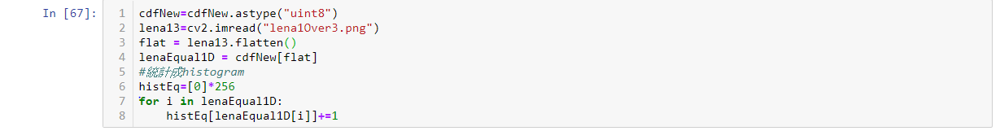 In [67]:
1 cdfNew=cdfNew.astype("uint8")
2 lena13=cv2.imread("lena1Over3.png")
3 flat = lena13.flatten()
4 lenaEqual1D = cdfNew[flat]
5 #統計成histogram
6 histEq=[0]*256
7 for i in lenaEqual1D:
8     histEq[lenaEqual1D[i]]+=1